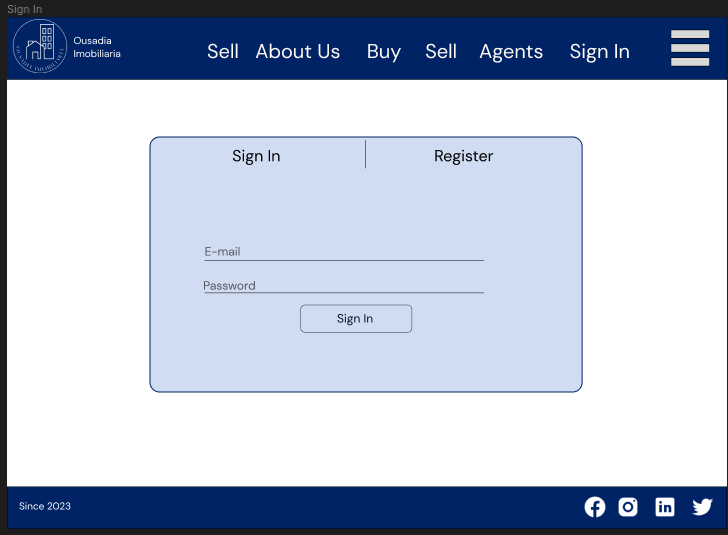 Sign In
Ousadia
Imobiliaria
Sell About Us Buy Sell Agents Sign In
Sign In Register
E-mail
Password
Sign In
Since 2023